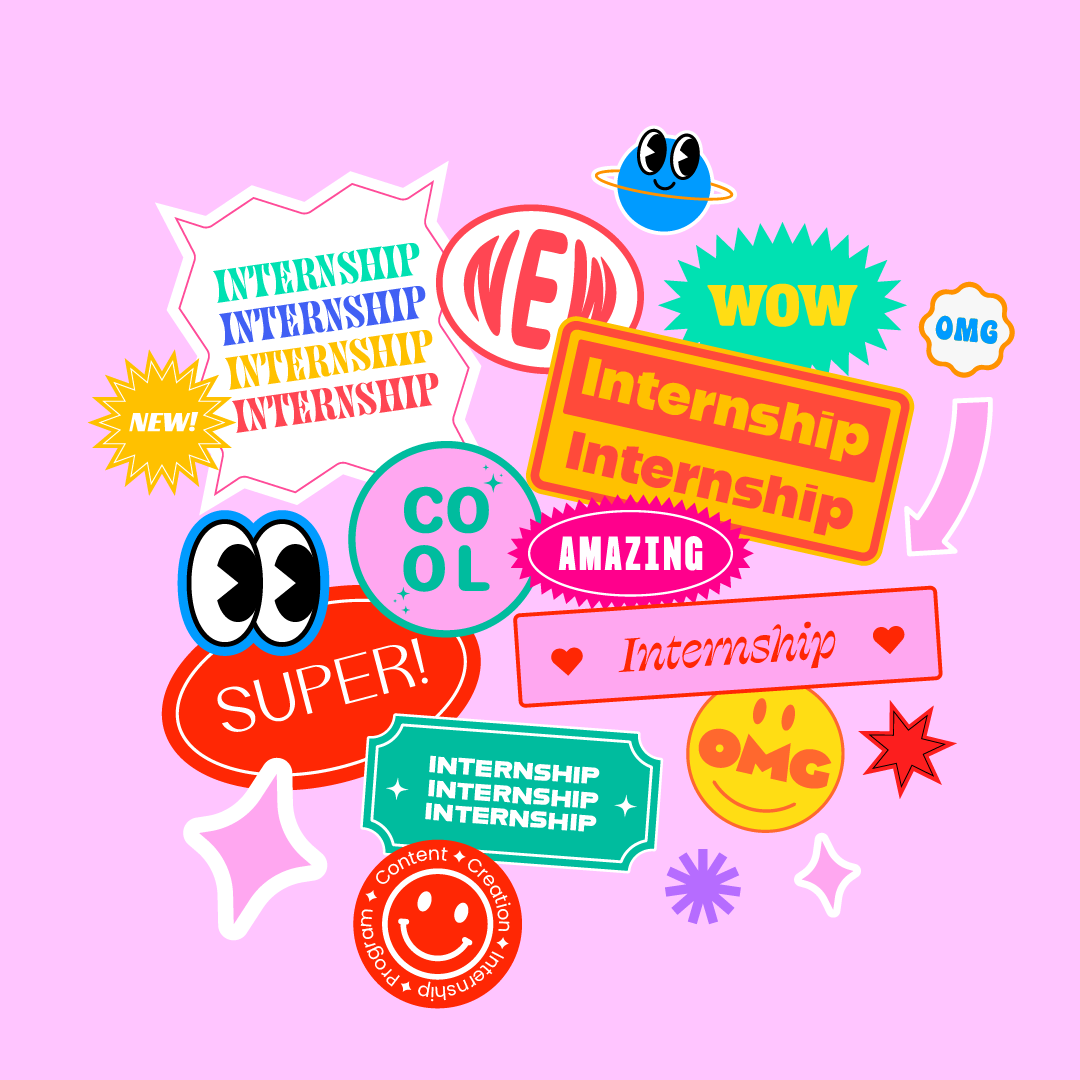 NEW
WOW
OMG
INTERNSHIP
INTERNSHIP
INTERNSHIP
INTERNSHIP
NEW!
Internship
Internship
CO
OL
AMAZING
Internship
SUPER!
OMG
INTERNSHIP
INTERNSHIP
INTERNSHIP
Content ✦ Creation ✦ Internship ✦ Program ✦